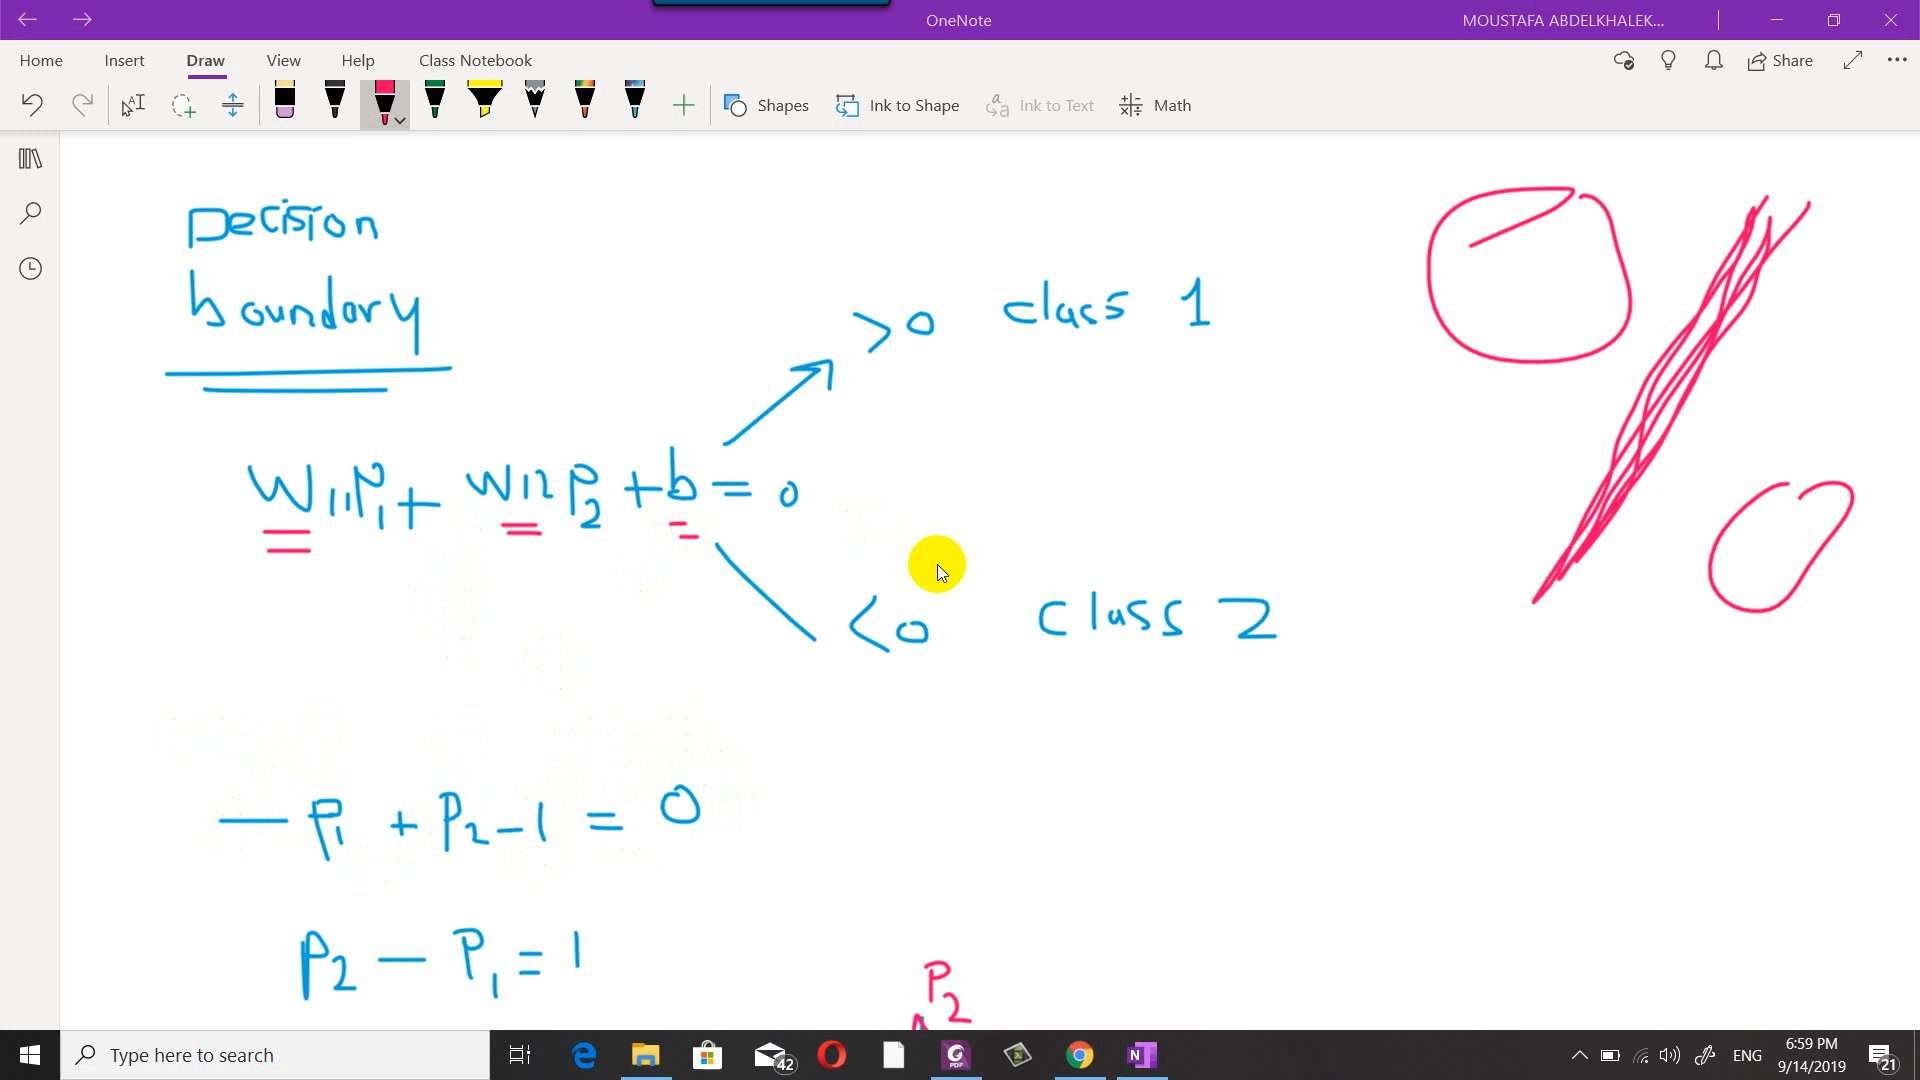 OneNote
MOUSTAFA ABDELKHALEK...
Home Insert Draw View Help Class Notebook
Share
Shapes Ink to Shape Ink to Text Math
Decision
boundary
>0 class 1
W11P1 + W12P2 + b = 0
<0 class 2
— P1 + P2 - 1 = 0
P2 — P1 = 1
P2
Type here to search
42
PDF
N
ENG
6:59 PM
9/14/2019
21